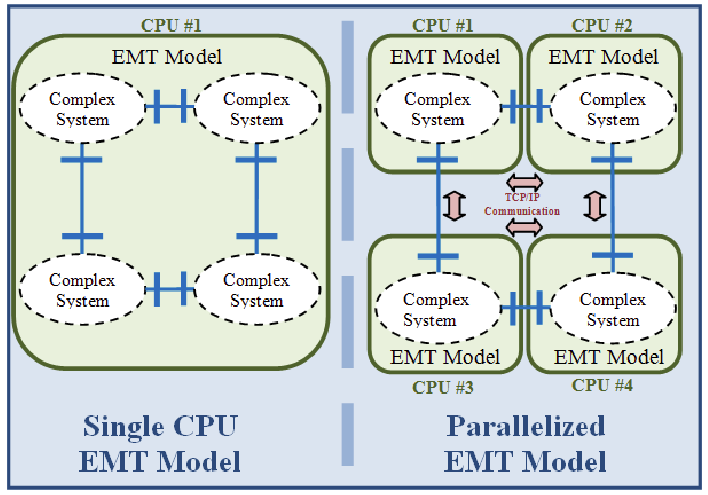 CPU #1
EMT Model
Complex
System
Complex
System
Complex
System
Complex
System
Single CPU
EMT Model
CPU #1
CPU #2
EMT Model
EMT Model
Complex
System
Complex
System
TCP/IP
Communication
Complex
System
Complex
System
EMT Model
EMT Model
CPU #3
CPU #4
Parallelized
EMT Model